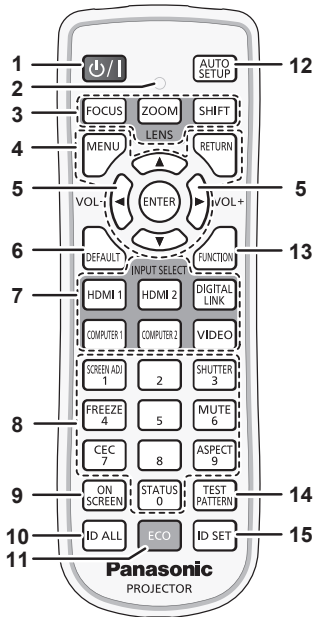 1 ⏻/I AUTO SETUP 12
2
3 FOCUS ZOOM SHIFT
LENS
4 MENU RETURN
5 ◀ ▲ ENTER ▼ ▶ 5
VOL- VOL+
6 DEFAULT FUNCTION 13
INPUT SELECT
7 HDMI 1 HDMI 2 DIGITAL LINK
COMPUTER 1 COMPUTER 2 VIDEO
SCREEN ADJ 1 2 SHUTTER 3
8 FREEZE 4 5 MUTE 6
CEC 7 8 ASPECT 9
9 ON SCREEN STATUS 0 TEST PATTERN 14
10 ID ALL ECO ID SET 15
11
Panasonic
PROJECTOR